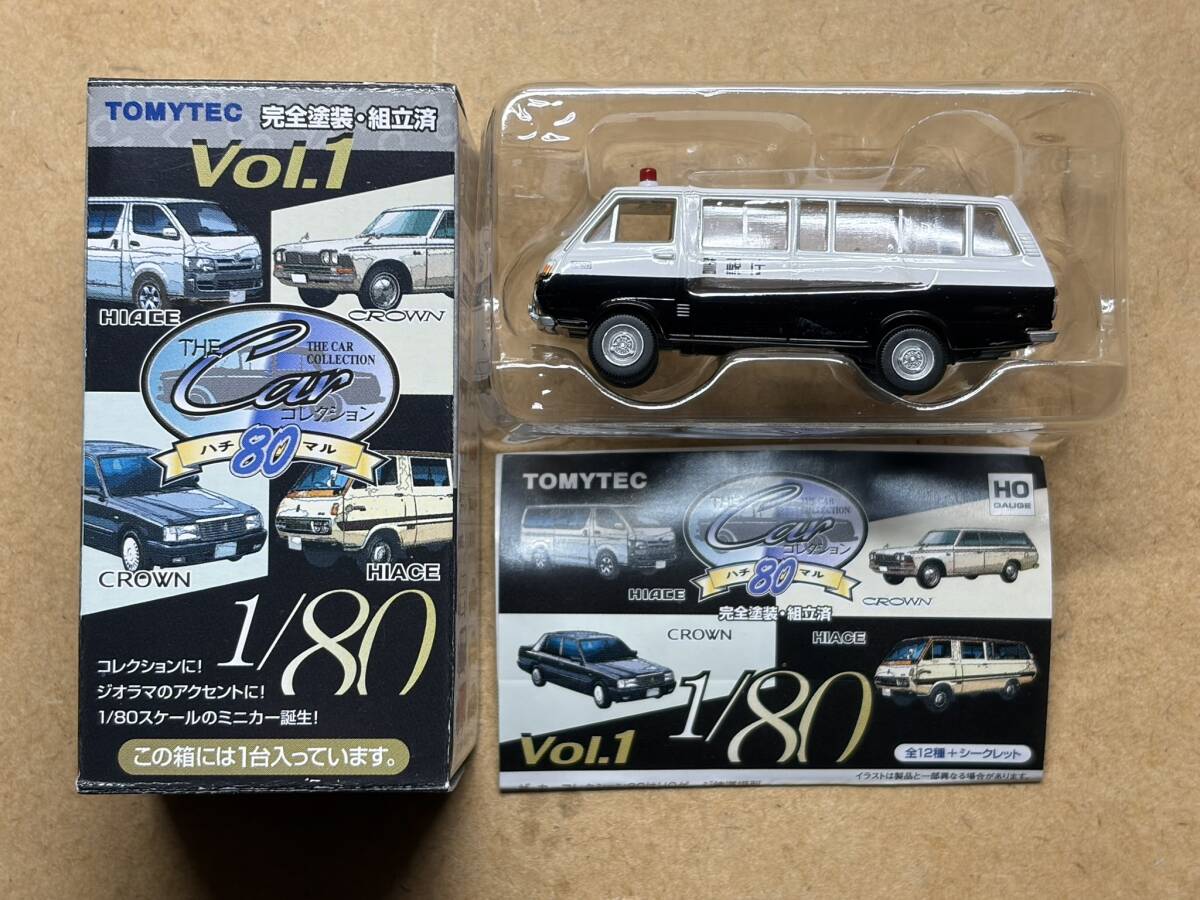 TOMYTEC 完全塗装・組立済
Vol.1
HIACE
CROWN
THE
Car
THE CAR
COLLECTION
コレクション
ハチ 80 マル
CROWN
HIACE
1/80
コレクションに!
ジオラマのアクセントに!
1/80スケールのミニカー誕生!
この箱には1台入っています。
警視庁
TOMYTEC
HO
GAUGE
THE
Car
THE CAR
COLLECTION
コレクション
ハチ 80 マル
HIACE
CROWN
完全塗装・組立済
CROWN
HIACE
1/80
Vol.1
全12種+シークレット
イラストは製品と一部異なる場合があります。